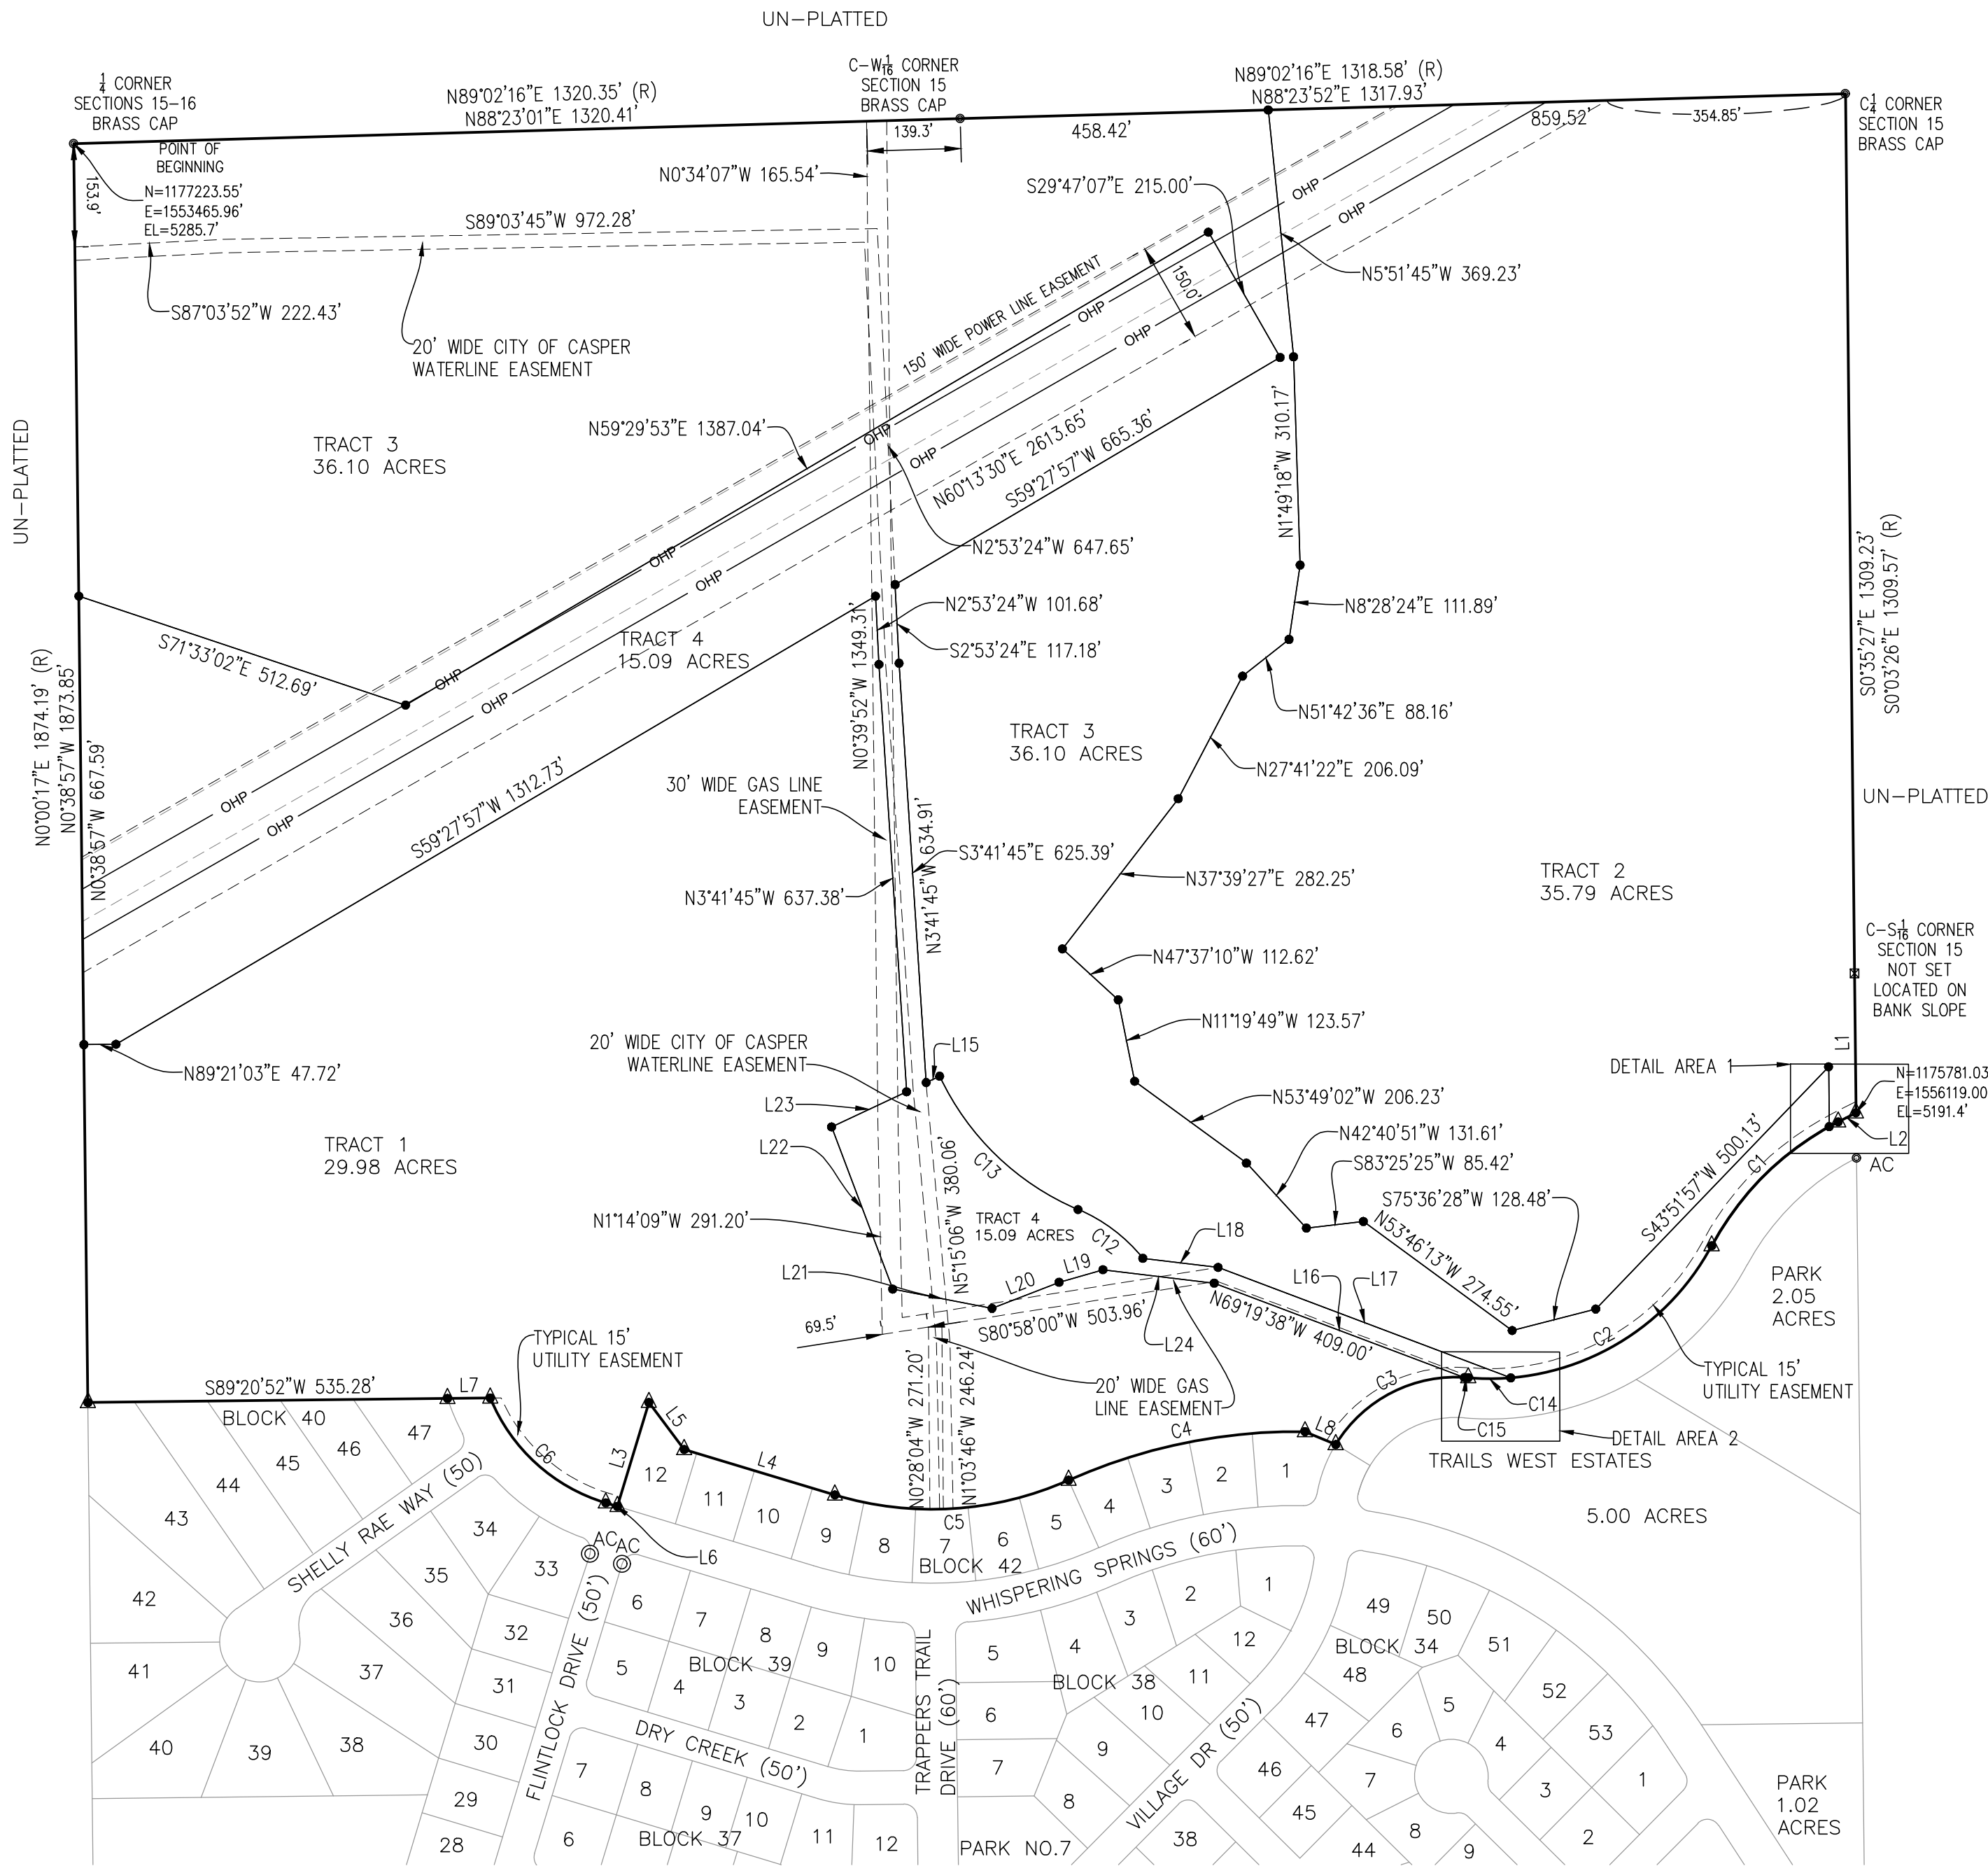 UN-PLATTED
1/4 CORNER
SECTIONS 15-16
BRASS CAP
N89°02'16"E 1320.35' (R)
N88°23'01"E 1320.41'
C-W 1/16 CORNER
SECTION 15
BRASS CAP
N89°02'16"E 1318.58' (R)
N88°23'52"E 1317.93'
C 1/4 CORNER
SECTION 15
BRASS CAP
POINT OF
BEGINNING
N=1177223.55'
E=1553465.96'
EL=5285.7'
153.9'
139.3'
458.42'
859.52'
354.85'
N0°34'07"W 165.54'
S29°47'07"E 215.00'
S89°03'45"W 972.28'
S87°03'52"W 222.43'
20' WIDE CITY OF CASPER
WATERLINE EASEMENT
150' WIDE POWER LINE EASEMENT
150.0'
N5°51'45"W 369.23'
OHP
OHP
OHP
OHP
OHP
OHP
OHP
OHP
OHP
OHP
OHP
OHP
UN-PLATTED
TRACT 3
36.10 ACRES
N59°29'53"E 1387.04'
N60°13'30"E 2613.65'
S59°27'57"W 665.36'
N1°49'18"W 310.17'
N2°53'24"W 647.65'
N2°53'24"W 101.68'
S2°53'24"E 117.18'
N8°28'24"E 111.89'
S0°35'27"E 1309.23'
S0°03'26"E 1309.57' (R)
S71°33'02"E 512.69'
TRACT 4
15.09 ACRES
N0°39'52"W 1349.31'
N0°00'17"E 1874.19' (R)
N0°38'57"W 1873.85'
N0°38'57"W 667.59'
N51°42'36"E 88.16'
TRACT 3
36.10 ACRES
N27°41'22"E 206.09'
30' WIDE GAS LINE
EASEMENT
S59°27'57"W 1312.73'
UN-PLATTED
N3°41'45"W 634.91'
S3°41'45"E 625.39'
N3°41'45"W 637.38'
N37°39'27"E 282.25'
TRACT 2
35.79 ACRES
C-S 1/16 CORNER
SECTION 15
NOT SET
LOCATED ON
BANK SLOPE
N47°37'10"W 112.62'
N11°19'49"W 123.57'
20' WIDE CITY OF CASPER
WATERLINE EASEMENT
L15
L1
DETAIL AREA 1
N=1175781.03
E=1556119.00
EL=5191.4'
N89°21'03"E 47.72'
N53°49'02"W 206.23'
L23
L22
L2
AC
TRACT 1
29.98 ACRES
N42°40'51"W 131.61'
S83°25'25"W 85.42'
S75°36'28"W 128.48'
S43°51'57"W 500.13'
C1
C13
N5°15'06"W 380.06'
N1°14'09"W 291.20'
TRACT 4
15.09 ACRES
C12
L18
N53°46'13"W 274.55'
L21
L20
L19
L16
L17
PARK
2.05
ACRES
69.5'
S80°58'00"W 503.96'
N69°19'38"W 409.00'
L24
C2
TYPICAL 15'
UTILITY EASEMENT
TYPICAL 15'
UTILITY EASEMENT
N0°28'04"W 271.20'
N1°03'46"W 246.24'
20' WIDE GAS
LINE EASEMENT
C3
C14
C15
S89°20'52"W 535.28'
L7
BLOCK 40
C6
L3
L5
L4
C4
L8
DETAIL AREA 2
TRAILS WEST ESTATES
5.00 ACRES
47
46
45
44
43
42
41
40
39
38
37
36
35
34
33
32
31
30
29
28
SHELLY RAE WAY (50)
AC
AC
L6
12
11
10
9
8
7
6
5
4
3
2
1
C5
BLOCK 42
WHISPERING SPRINGS (60')
FLINTLOCK DRIVE (50')
6
7
8
9
10
5
4
3
2
1
BLOCK 39
DRY CREEK (50')
TRAPPERS TRAIL
DRIVE (60')
7
8
9
10
11
12
6
BLOCK 37
5
4
3
2
1
12
11
10
9
8
7
6
BLOCK 38
PARK NO.7
VILLAGE DR (50')
38
49
50
51
52
53
BLOCK 34
48
47
46
45
44
5
6
7
8
9
4
3
2
1
PARK
1.02
ACRES